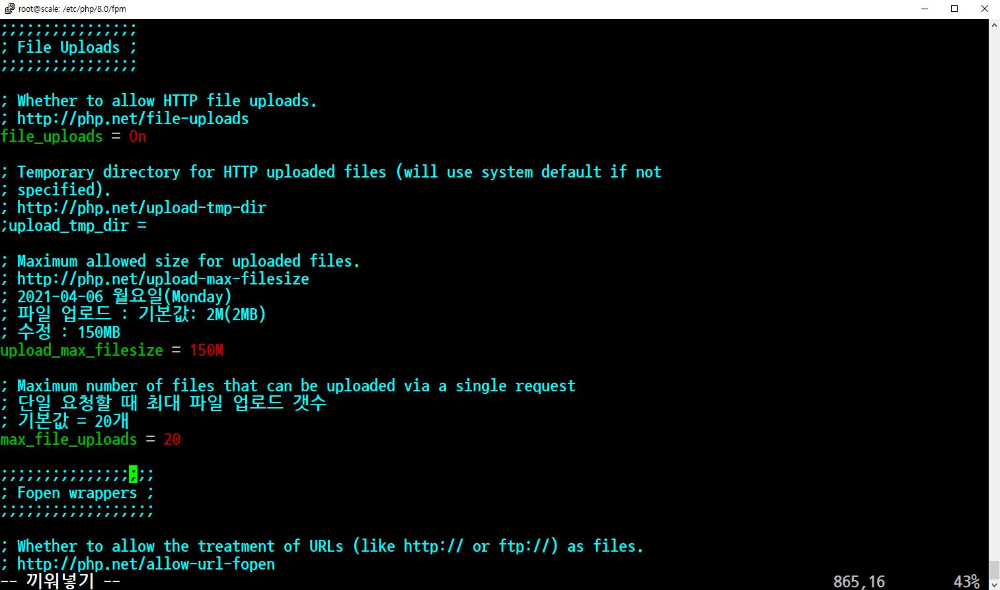 root@scale: /etc/php/8.0/fpm
;;;;;;;;;;;;;;;;
; File Uploads ;
;;;;;;;;;;;;;;;;
; Whether to allow HTTP file uploads.
; http://php.net/file-uploads
file_uploads = On
; Temporary directory for HTTP uploaded files (will use system default if not
; specified).
; http://php.net/upload-tmp-dir
;upload_tmp_dir =
; Maximum allowed size for uploaded files.
; http://php.net/upload-max-filesize
; 2021-04-06 월요일(Monday)
; 파일 업로드 : 기본값: 2M(2MB)
; 수정 : 150MB
upload_max_filesize = 150M
; Maximum number of files that can be uploaded via a single request
; 단일 요청할 때 최대 파일 업로드 갯수
; 기본값 = 20개
max_file_uploads = 20
;;;;;;;;;;;;;;;;;;
; Fopen wrappers ;
;;;;;;;;;;;;;;;;;;
; Whether to allow the treatment of URLs (like http:// or ftp://) as files.
; http://php.net/allow-url-fopen
-- 끼워넣기 -- 865,16 43%